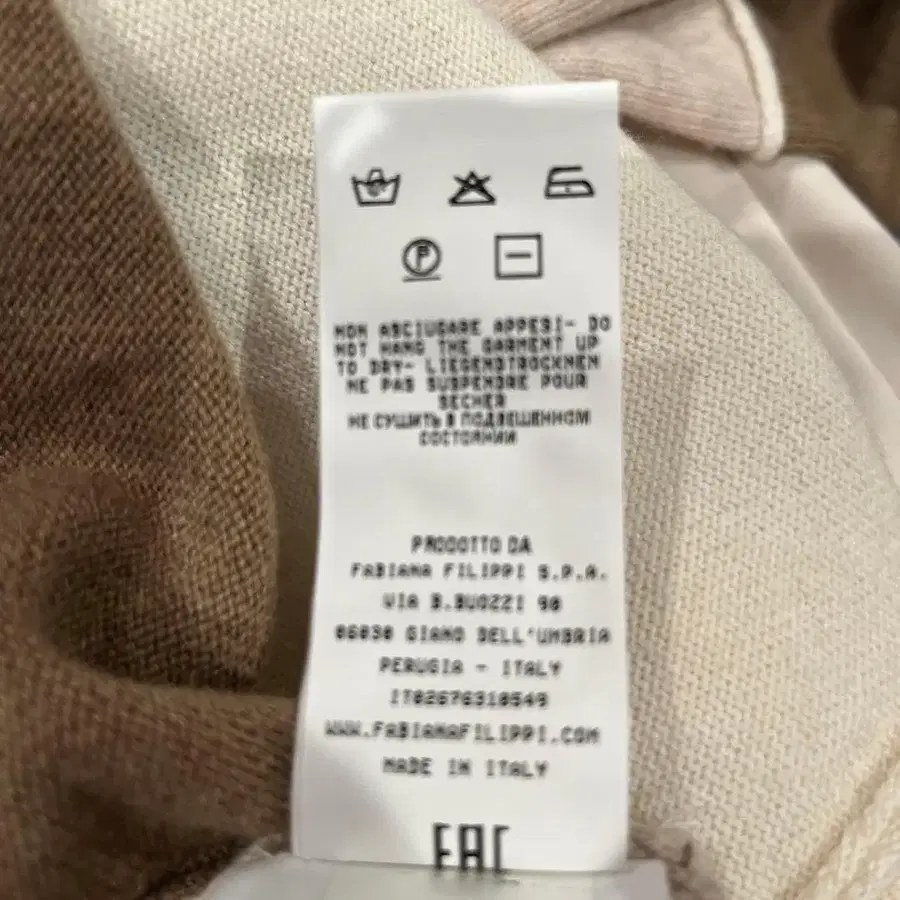 NON ASCIUGARE APPESI- DO
NOT HANG THE GARMENT UP
TO DRY- LIEGENDTROCKNEN
NE PAS SUSPENDRE POUR
SECHER
НЕ СУШИТЬ В ПОДВЕШЕННОМ
СОСТОЯНИИ
PRODOTTO DA
FABIANA FILIPPI S.P.A.
VIA B.BUOZZI 90
06030 GIANO DELL'UMBRIA
PERUGIA - ITALY
IT02676310549
WWW.FABIANAFILIPPI.COM
MADE IN ITALY
EAC